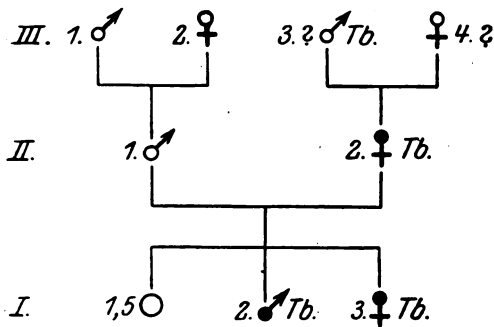 III. 1. 2. 3.? Tb. 4.?
II. 1. 2. Tb.
I. 1,5 2. Tb. 3. Tb.